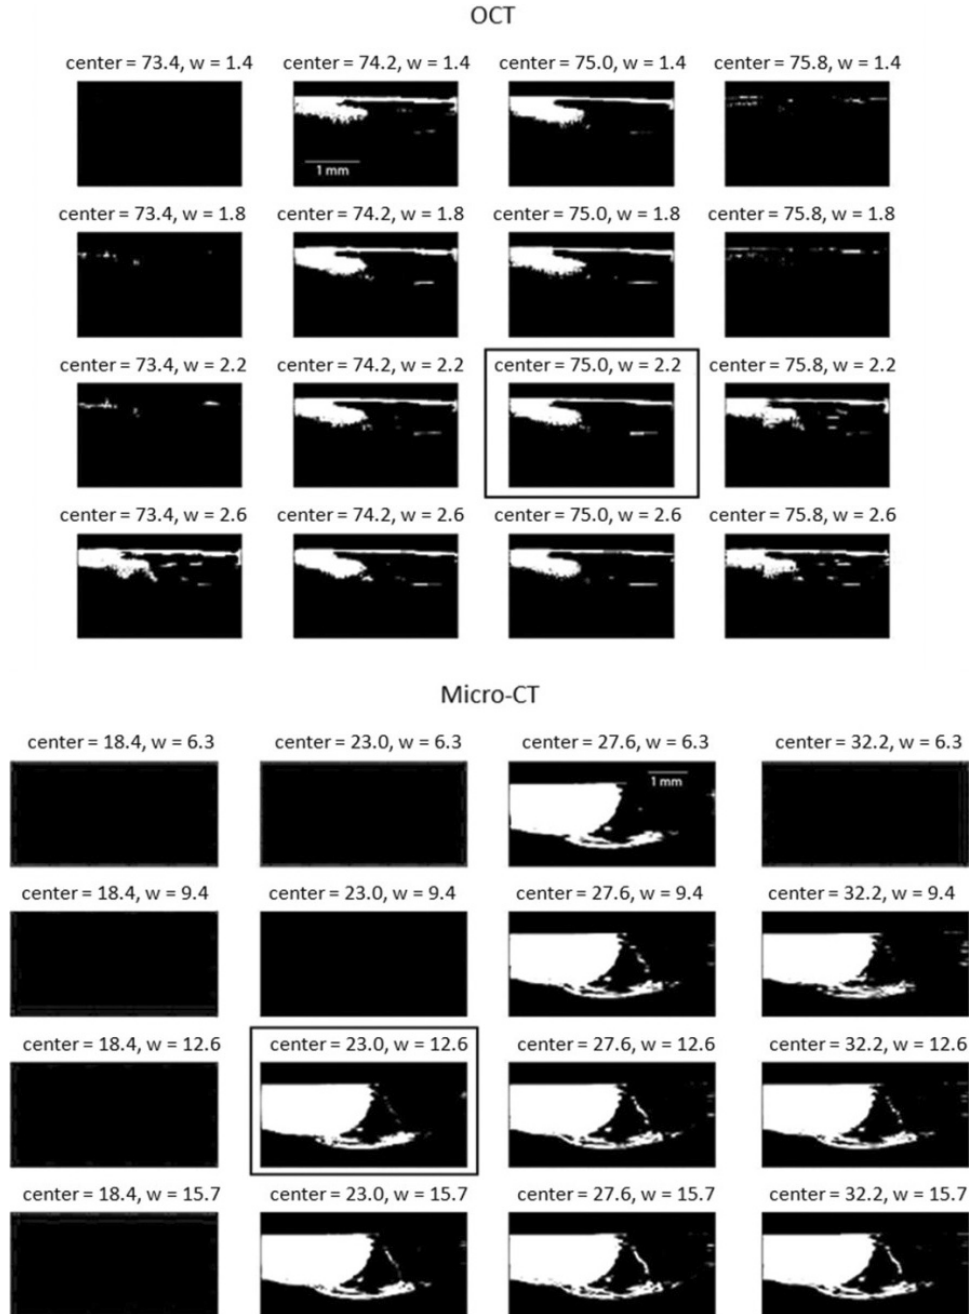 OCT
center = 73.4, w = 1.4 center = 74.2, w = 1.4 center = 75.0, w = 1.4 center = 75.8, w = 1.4
1 mm
center = 73.4, w = 1.8 center = 74.2, w = 1.8 center = 75.0, w = 1.8 center = 75.8, w = 1.8
center = 73.4, w = 2.2 center = 74.2, w = 2.2 center = 75.0, w = 2.2 center = 75.8, w = 2.2
center = 73.4, w = 2.6 center = 74.2, w = 2.6 center = 75.0, w = 2.6 center = 75.8, w = 2.6
Micro-CT
center = 18.4, w = 6.3 center = 23.0, w = 6.3 center = 27.6, w = 6.3 center = 32.2, w = 6.3
1 mm
center = 18.4, w = 9.4 center = 23.0, w = 9.4 center = 27.6, w = 9.4 center = 32.2, w = 9.4
center = 18.4, w = 12.6 center = 23.0, w = 12.6 center = 27.6, w = 12.6 center = 32.2, w = 12.6
center = 18.4, w = 15.7 center = 23.0, w = 15.7 center = 27.6, w = 15.7 center = 32.2, w = 15.7